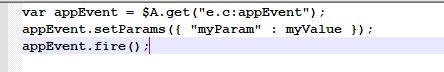 var appEvent = $A.get("e.c:appEvent");
appEvent.setParams({ "myParam" : myValue });
appEvent.fire();